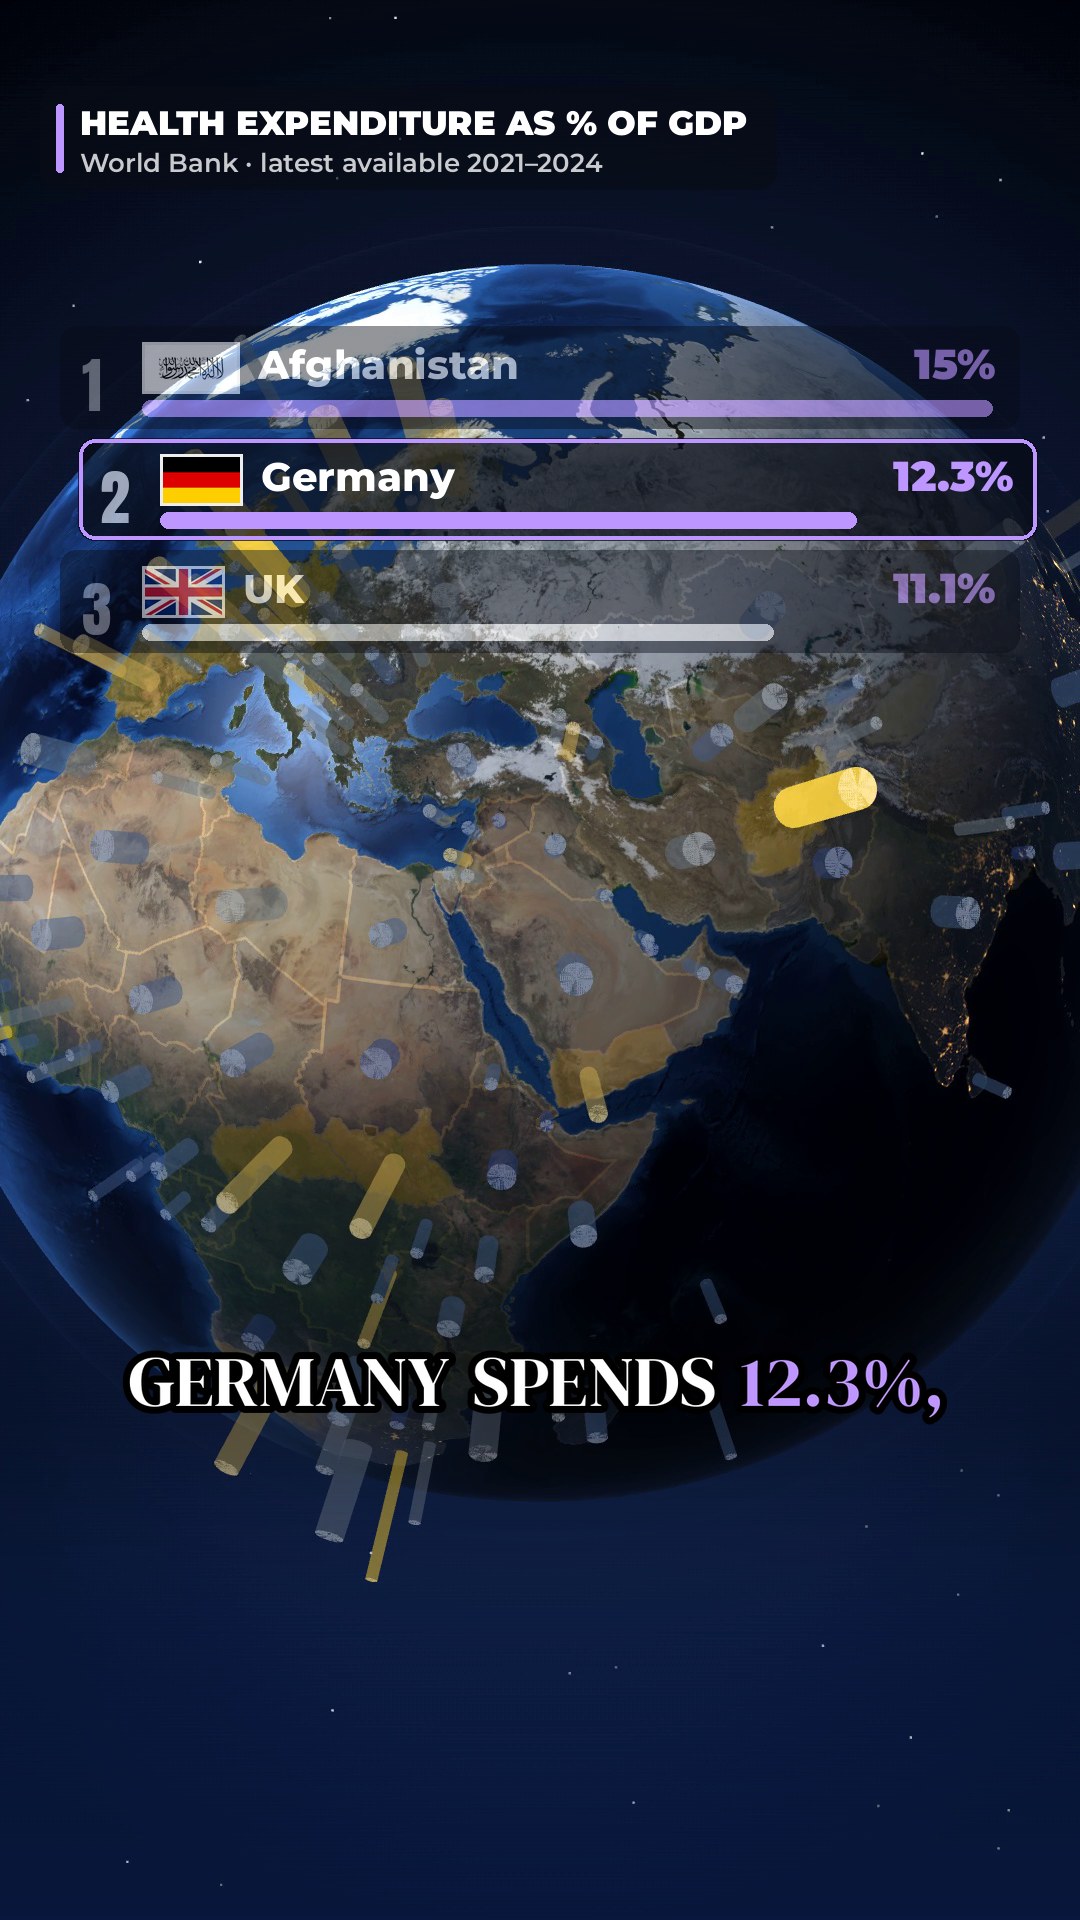 HEALTH EXPENDITURE AS % OF GDP
World Bank · latest available 2021–2024
1 Afghanistan 15%
2 Germany 12.3%
3 UK 11.1%
GERMANY SPENDS 12.3%,